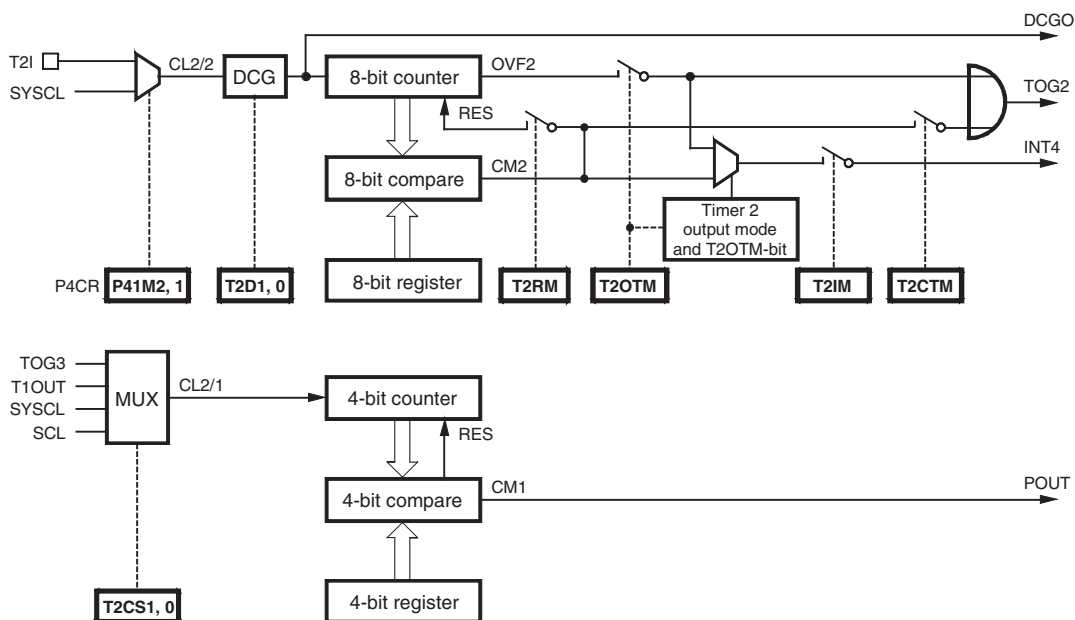 DCGO
T2I
CL2/2
DCG
8-bit counter
OVF2
TOG2
SYSCL
RES
INT4
8-bit compare
CM2
Timer 2
output mode
and T2OTM-bit
P4CR
P41M2, 1
T2D1, 0
8-bit register
T2RM
T2OTM
T2IM
T2CTM
TOG3
T1OUT
SYSCL
SCL
MUX
CL2/1
4-bit counter
RES
4-bit compare
CM1
POUT
T2CS1, 0
4-bit register